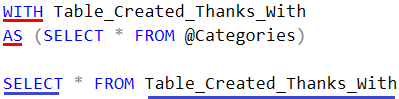 WITH Table_Created_Thanks_With
AS (SELECT * FROM @Categories)
SELECT * FROM Table_Created_Thanks_With